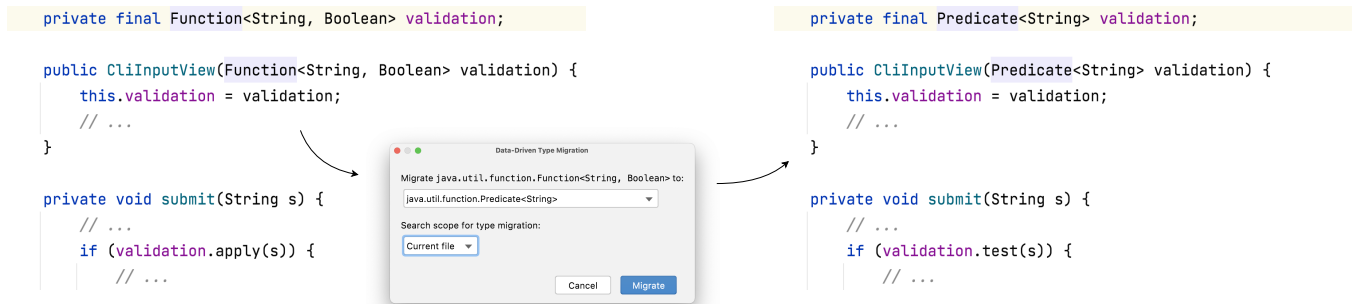 private final Function<String, Boolean> validation;
public CliInputView(Function<String, Boolean> validation) {
this.validation = validation;
// ...
}
private void submit(String s) {
// ...
if (validation.apply(s)) {
// ...
Data-Driven Type Migration
Migrate java.util.function.Function<String, Boolean> to:
java.util.function.Predicate<String>
Search scope for type migration:
Current file
Cancel
Migrate
private final Predicate<String> validation;
public CliInputView(Predicate<String> validation) {
this.validation = validation;
// ...
}
private void submit(String s) {
// ...
if (validation.test(s)) {
// ...